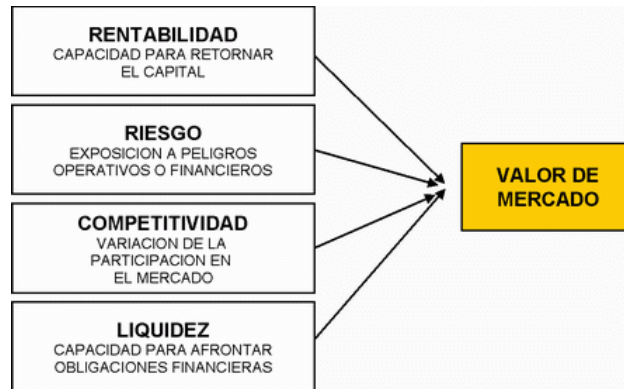 RENTABILIDAD
CAPACIDAD PARA RETORNAR
EL CAPITAL
RIESGO
EXPOSICION A PELIGROS
OPERATIVOS O FINANCIEROS
COMPETITIVIDAD
VARIACION DE LA
PARTICIPACION EN
EL MERCADO
LIQUIDEZ
CAPACIDAD PARA AFRONTAR
OBLIGACIONES FINANCIERAS
VALOR DE
MERCADO